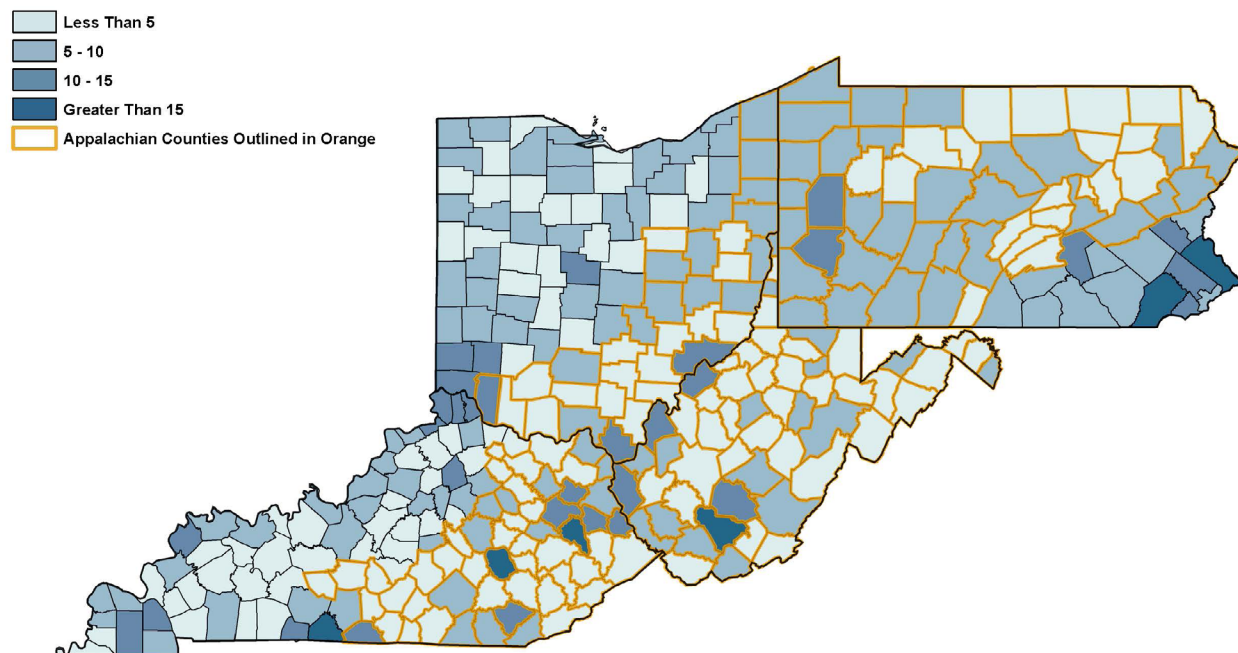 Less Than 5
5 - 10
10 - 15
Greater Than 15
Appalachian Counties Outlined in Orange